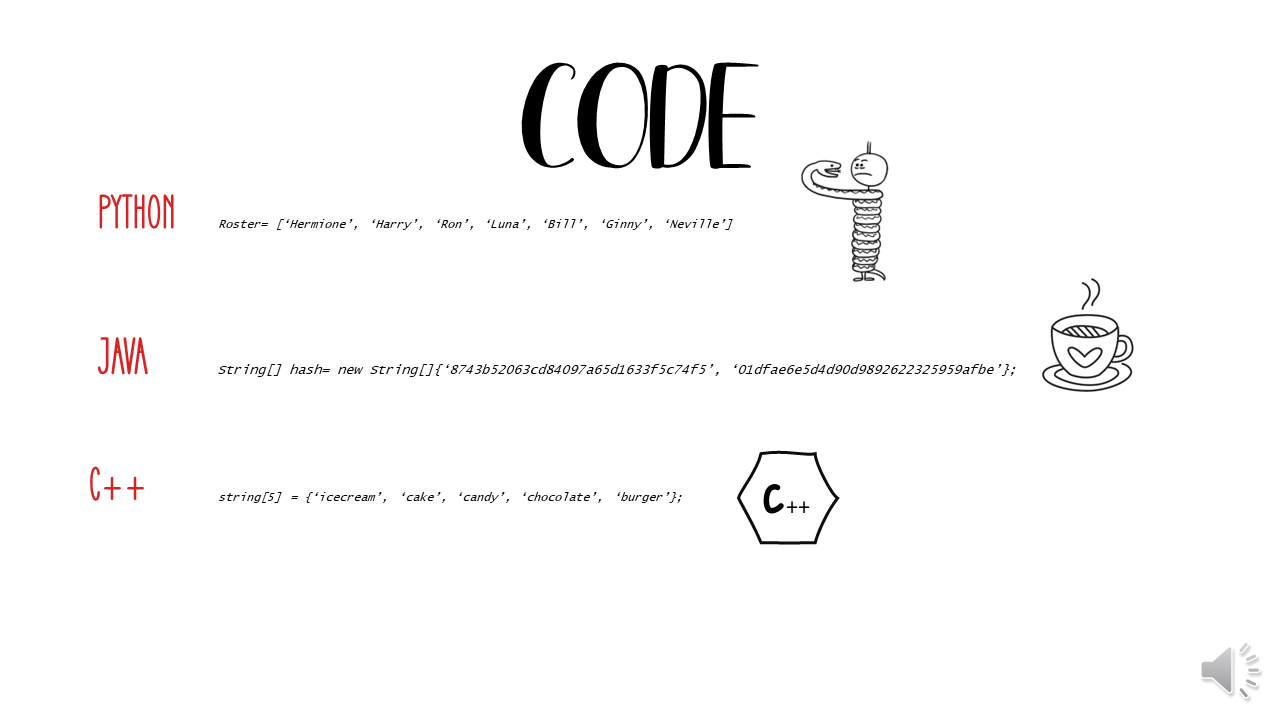 CODE
PYTHON
Roster= [‘Hermione’, ‘Harry’, ‘Ron’, ‘Luna’, ‘Bill’, ‘Ginny’, ‘Neville’]
JAVA
String[] hash= new String[]{‘8743b52063cd84097a65d1633f5c74f5’, ‘01dfae6e5d4d90d9892622325959afbe’};
C++
string[5] = {‘icecream’, ‘cake’, ‘candy’, ‘chocolate’, ‘burger’};
C++